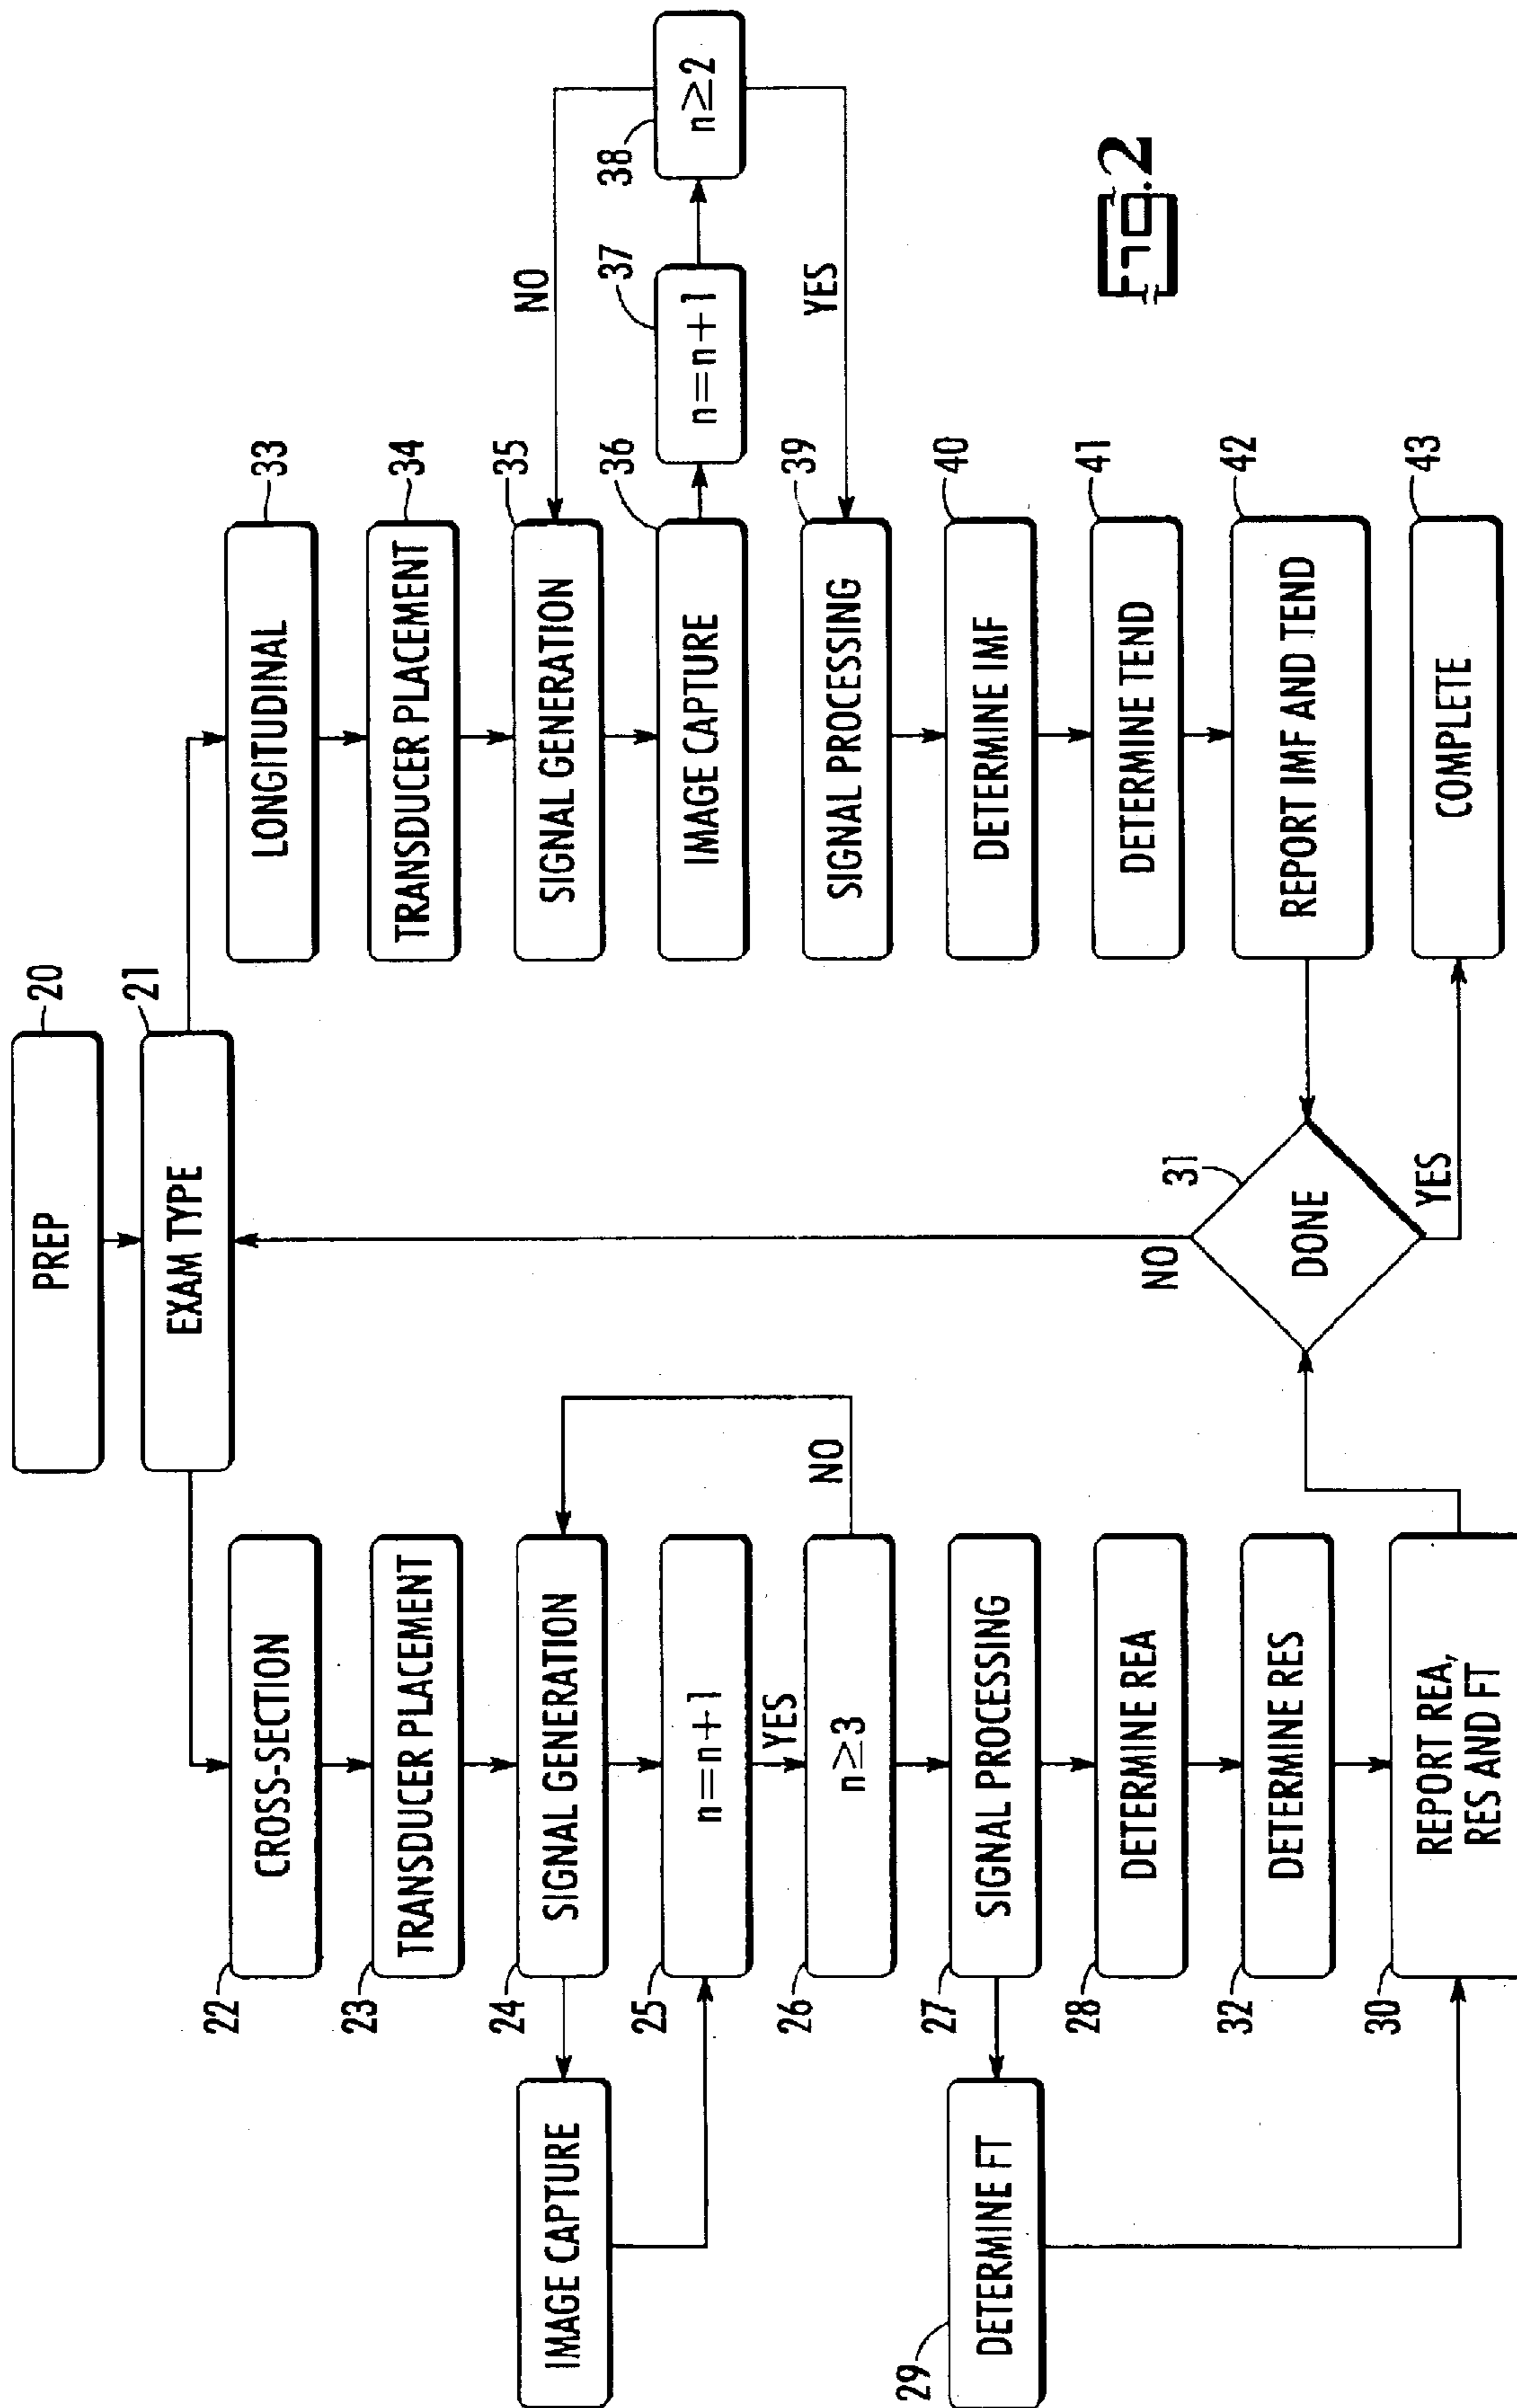 PREP
20
EXAM TYPE
21
CROSS-SECTION
22
TRANSDUCER PLACEMENT
23
SIGNAL GENERATION
24
IMAGE CAPTURE
n=n+1
25
YES
n≥3
26
NO
SIGNAL PROCESSING
27
DETERMINE FT
29
DETERMINE REA
28
DETERMINE RES
32
REPORT REA,
RES AND FT
30
DONE
31
NO
YES
LONGITUDINAL
33
TRANSDUCER PLACEMENT
34
SIGNAL GENERATION
35
IMAGE CAPTURE
36
n=n+1
37
n≥2
38
NO
YES
SIGNAL PROCESSING
39
DETERMINE IMF
40
DETERMINE TEND
41
REPORT IMF AND TEND
42
COMPLETE
43
FIG.2